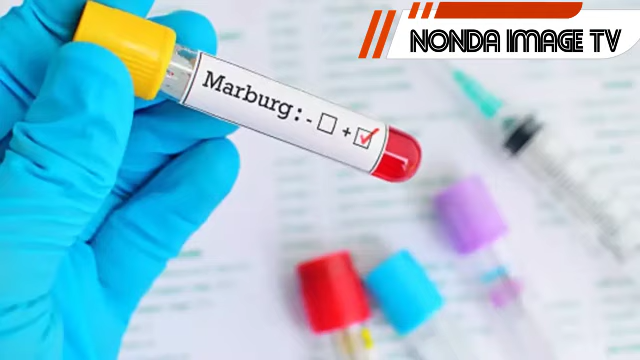 NONDA IMAGE TV
Marburg: - ☐ + ☑